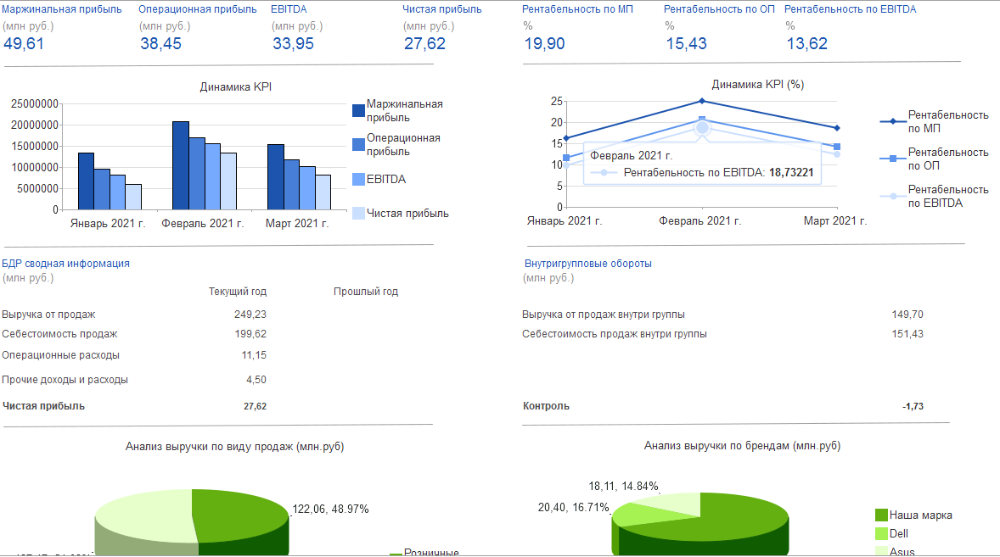 Маржинальная прибыль
(млн руб.)
49,61
Операционная прибыль
(млн руб.)
38,45
EBITDA
(млн руб.)
33,95
Чистая прибыль
(млн руб.)
27,62
Рентабельность по МП
%
19,90
Рентабельность по ОП
%
15,43
Рентабельность по EBITDA
%
13,62
Динамика KPI
25000000
20000000
15000000
10000000
5000000
0
Январь 2021 г.
Февраль 2021 г.
Март 2021 г.
Маржинальная
прибыль
Операционная
прибыль
EBITDA
Чистая прибыль
Динамика KPI (%)
25
20
15
10
5
0
Февраль 2021 г.
Рентабельность по EBITDA: 18,73221
Январь 2021 г.
Февраль 2021 г.
Март 2021 г.
Рентабельность
по МП
Рентабельность
по ОП
Рентабельность
по EBITDA
БДР сводная информация
(млн руб.)
Текущий год Прошлый год
Выручка от продаж 249,23
Себестоимость продаж 199,62
Операционные расходы 11,15
Прочие доходы и расходы 4,50
Чистая прибыль 27,62
Внутригрупповые обороты
(млн руб.)
Выручка от продаж внутри группы 149,70
Себестоимость продаж внутри группы 151,43
Контроль -1,73
Анализ выручки по виду продаж (млн.руб)
122,06, 48.97%
Розничные
Анализ выручки по брендам (млн.руб)
18,11, 14.84%
20,40, 16.71%
Наша марка
Dell
Asus